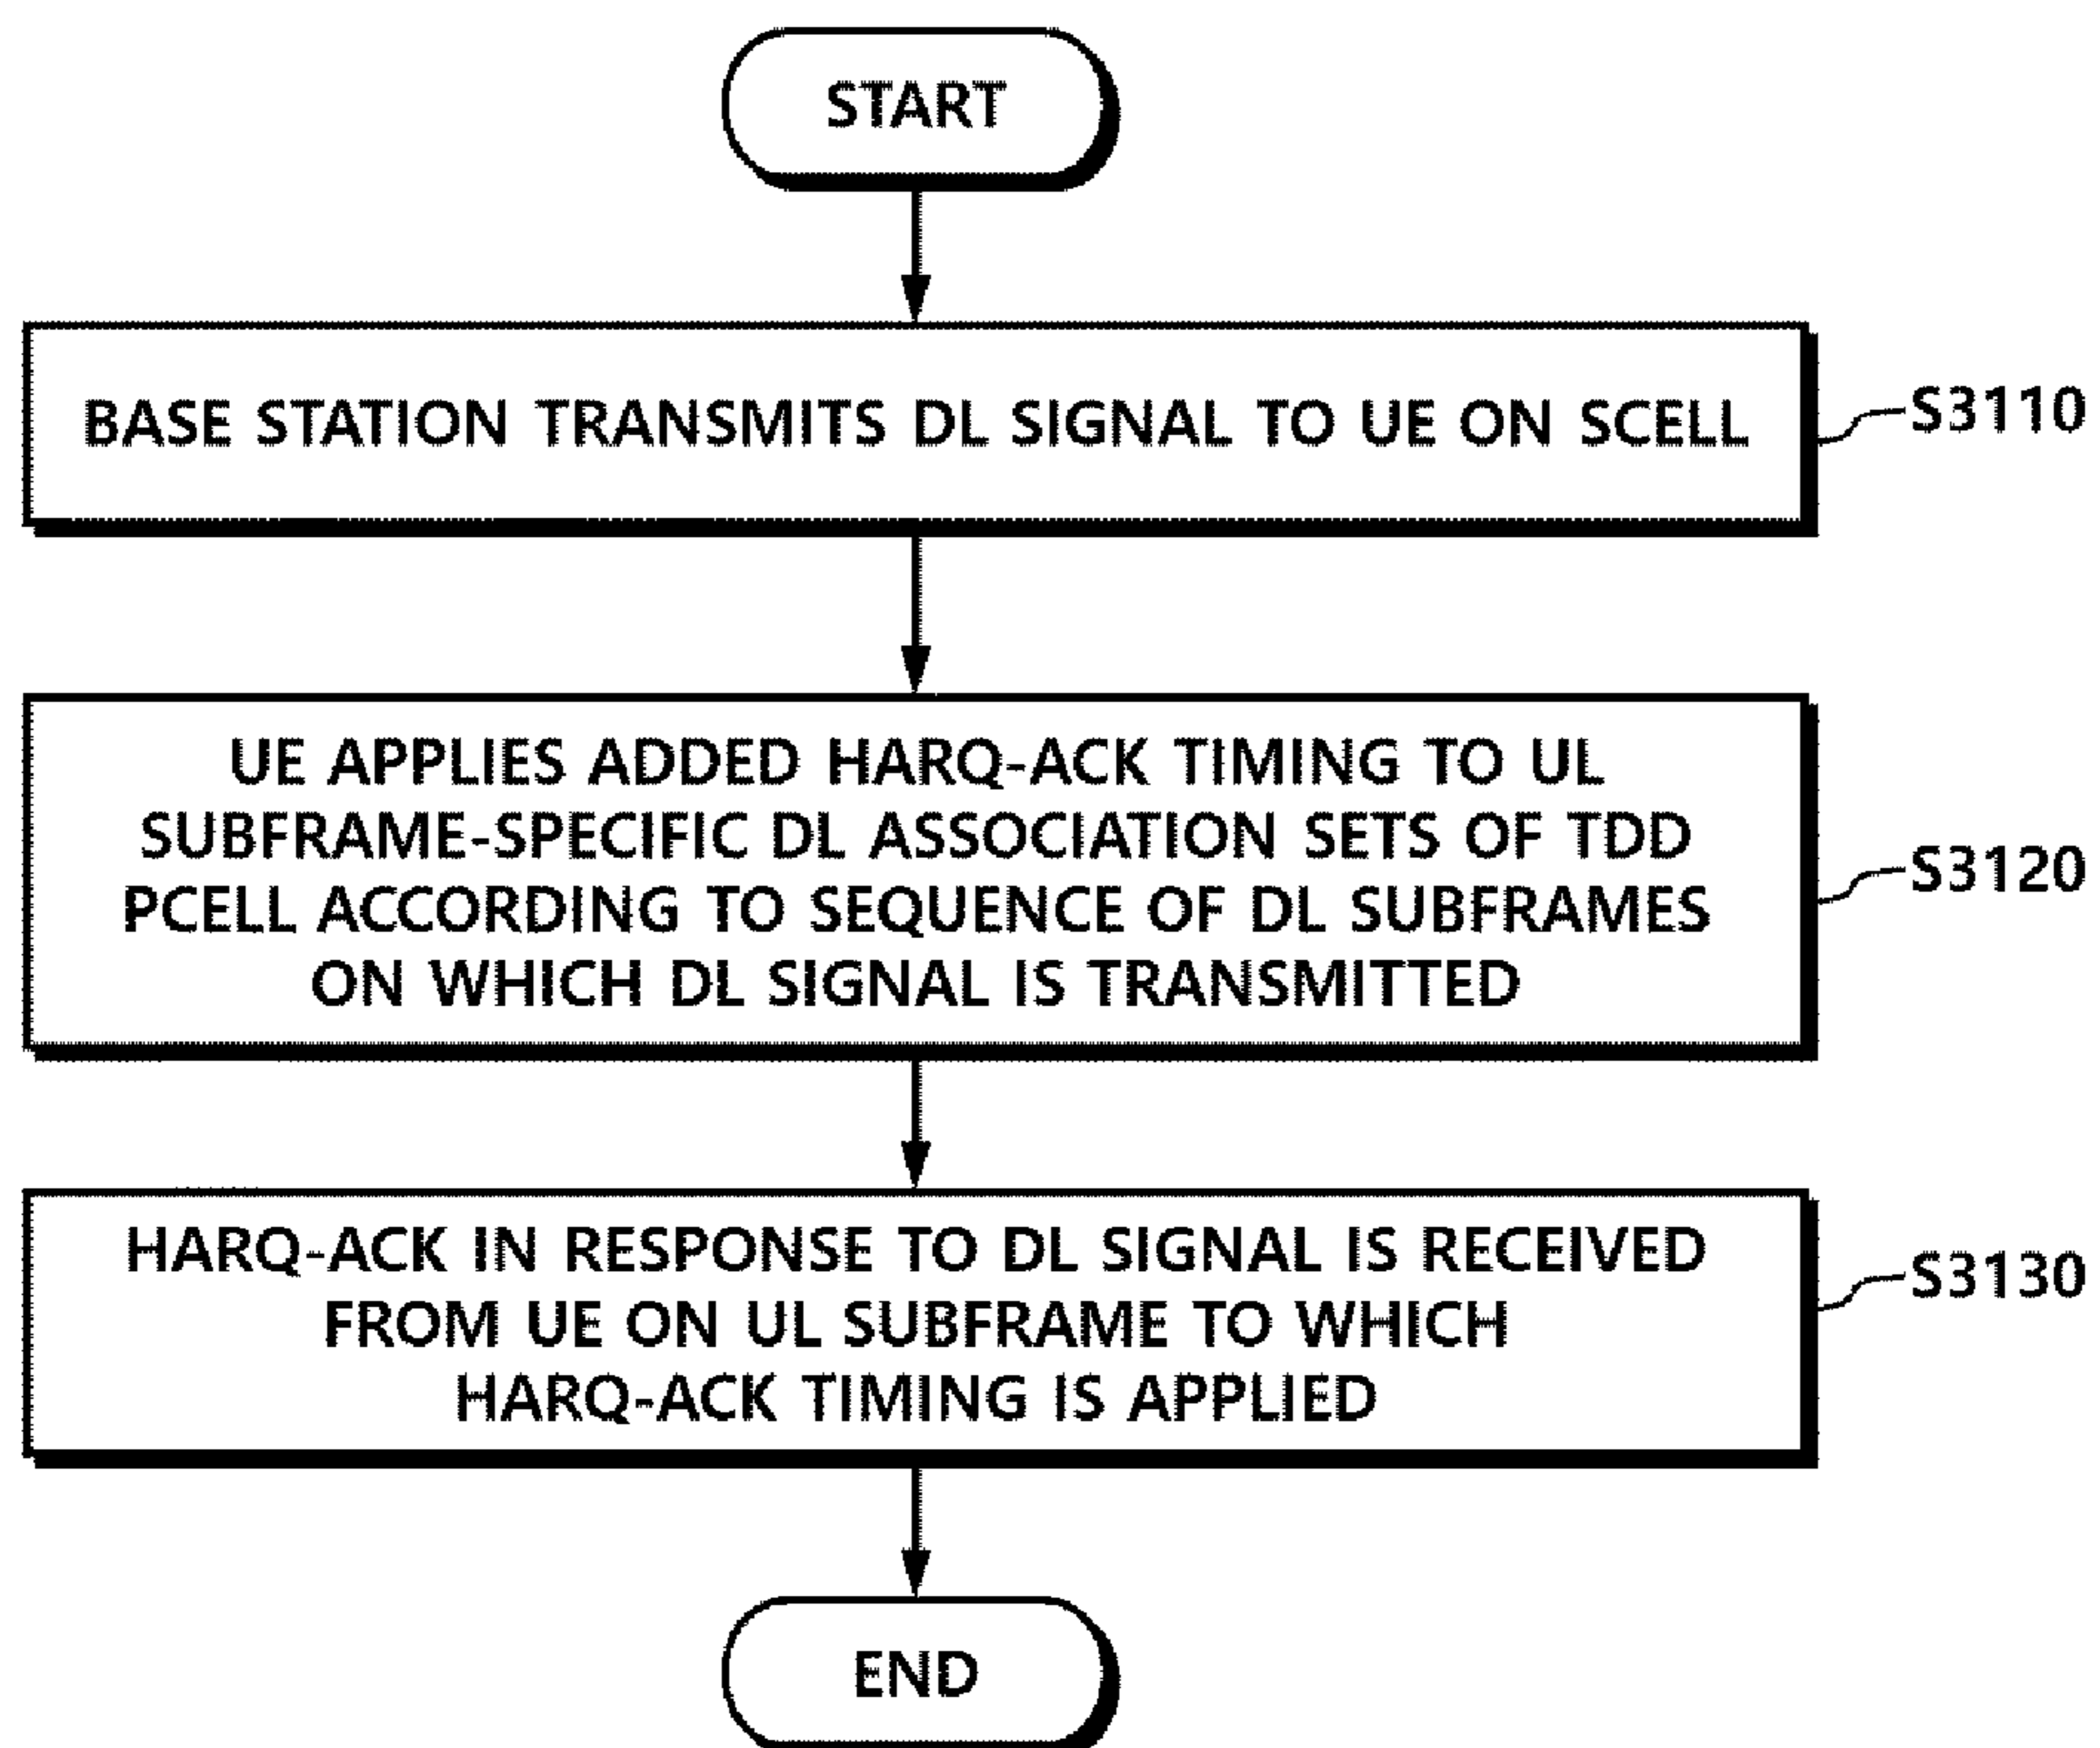 START
BASE STATION TRANSMITS DL SIGNAL TO UE ON SCELL
S3110
UE APPLIES ADDED HARQ-ACK TIMING TO UL
SUBFRAME-SPECIFIC DL ASSOCIATION SETS OF TDD
PCELL ACCORDING TO SEQUENCE OF DL SUBFRAMES
ON WHICH DL SIGNAL IS TRANSMITTED
S3120
HARQ-ACK IN RESPONSE TO DL SIGNAL IS RECEIVED
FROM UE ON UL SUBFRAME TO WHICH
HARQ-ACK TIMING IS APPLIED
S3130
END